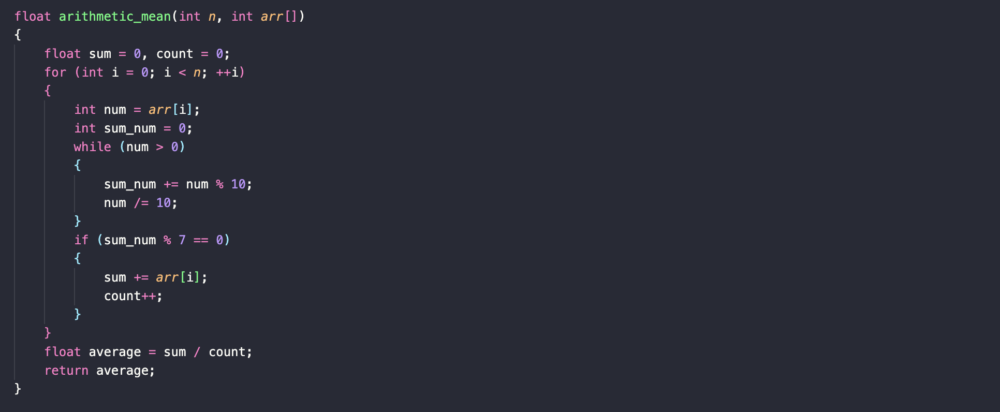 float arithmetic_mean(int n, int arr[])
{
    float sum = 0, count = 0;
    for (int i = 0; i < n; ++i)
    {
        int num = arr[i];
        int sum_num = 0;
        while (num > 0)
        {
            sum_num += num % 10;
            num /= 10;
        }
        if (sum_num % 7 == 0)
        {
            sum += arr[i];
            count++;
        }
    }
    float average = sum / count;
    return average;
}